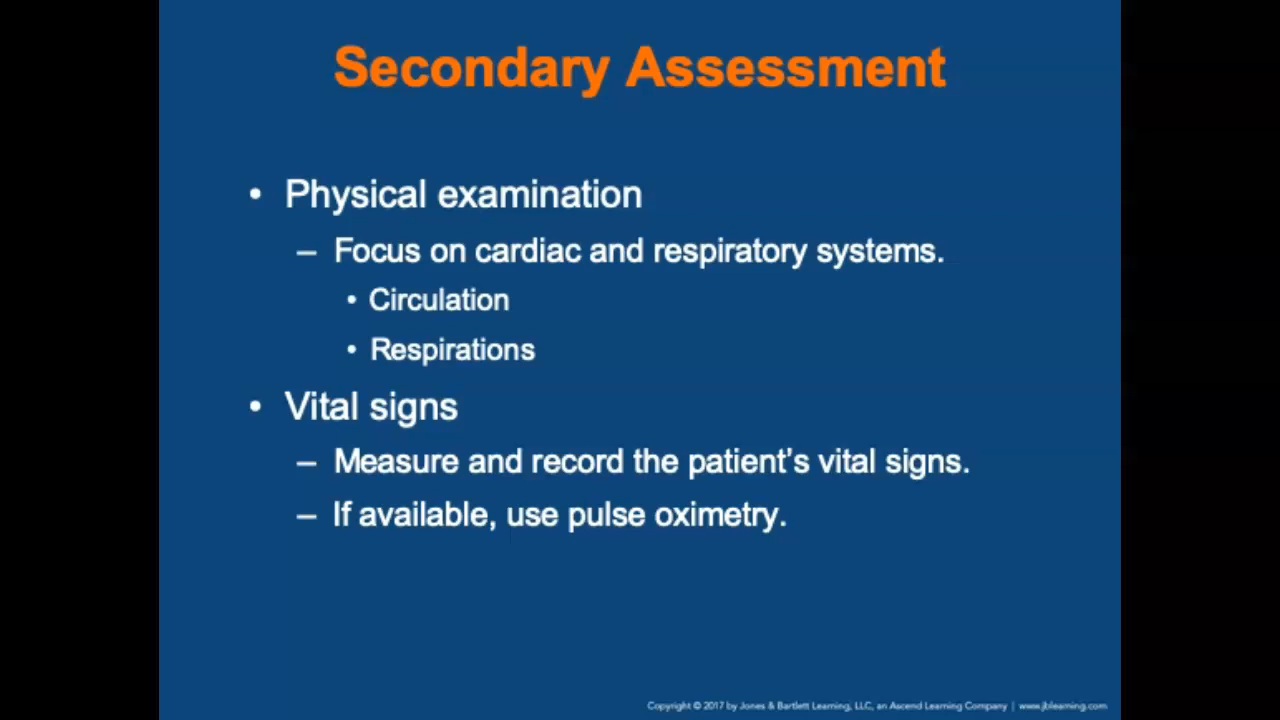 Secondary Assessment
• Physical examination
– Focus on cardiac and respiratory systems.
• Circulation
• Respirations
• Vital signs
– Measure and record the patient's vital signs.
– If available, use pulse oximetry.
Copyright © 2017 by Jones & Bartlett Learning, LLC, an Ascend Learning Company | www.jblearning.com